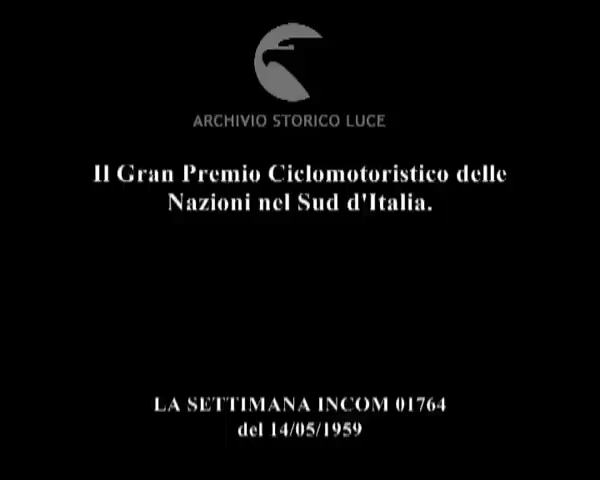 ARCHIVIO STORICO LUCE
Il Gran Premio Ciclomotoristico delle
Nazioni nel Sud d'Italia.
LA SETTIMANA INCOM 01764
del 14/05/1959